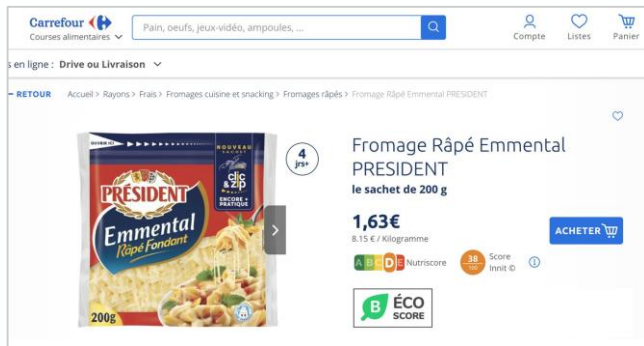 Carrefour
Courses alimentaires
Pain, oeufs, jeux-vidéo, ampoules, ...
Compte
Listes
Panier
s en ligne : Drive ou Livraison
RETOUR
Accueil > Rayons > Frais > Fromages cuisine et snacking > Fromages râpés > Fromage Râpé Emmental PRESIDENT
NOUVEAU
SACHET
clic
& zip
ENCORE +
PRATIQUE
PRÉSIDENT
Emmental
Râpé Fondant
200g
4
jrs+
Fromage Râpé Emmental
PRESIDENT
le sachet de 200 g
1,63€
8.15 € / Kilogramme
ACHETER
A B C D E Nutriscore
38
100
Score
Innit ©
B ÉCO
SCORE